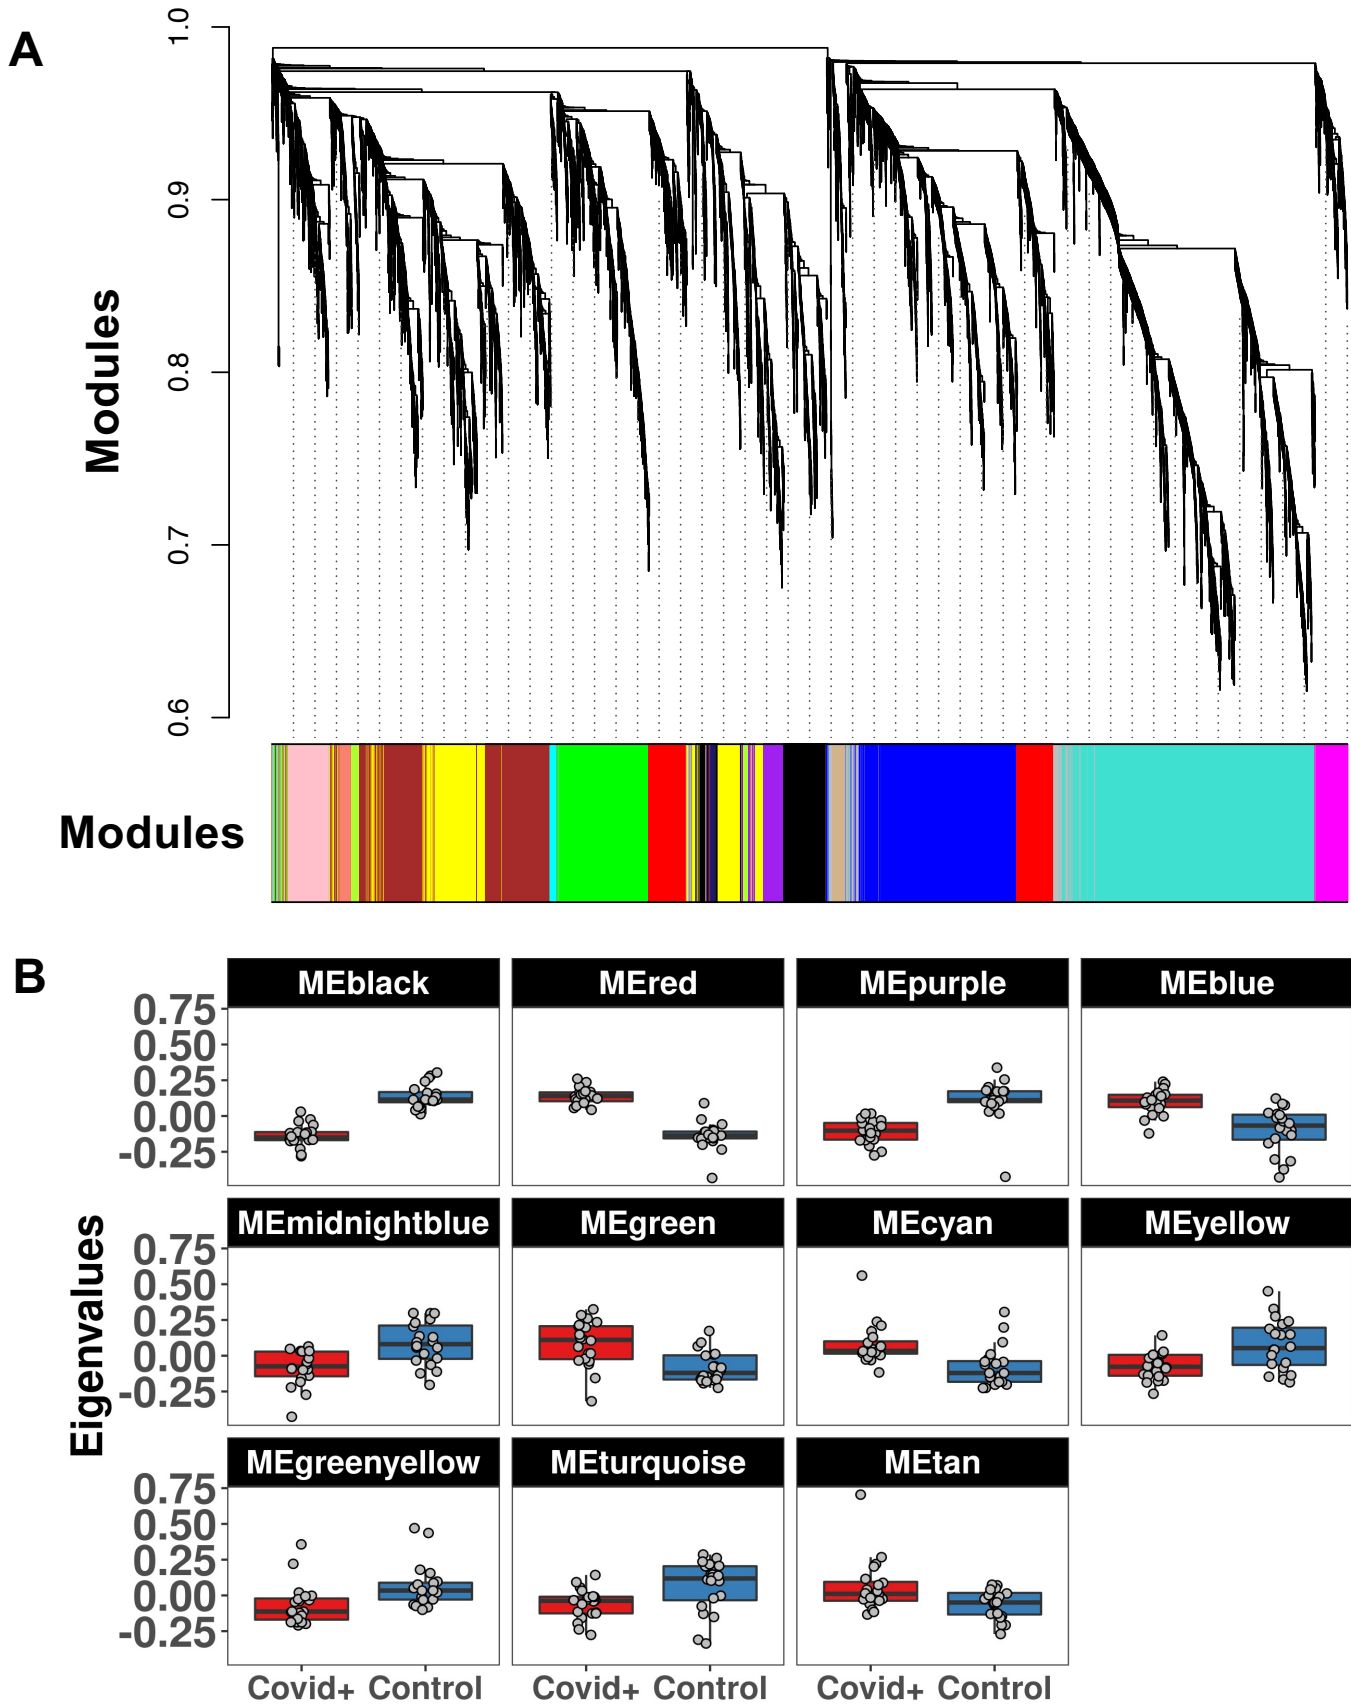 A
Modules
1.0
0.9
0.8
0.7
0.6
Modules
B
Eigenvalues
MEblack MEred MEpurple MEblue
0.75
0.50
0.25
0.00
-0.25
MEmidnightblue MEgreen MEcyan MEyellow
0.75
0.50
0.25
0.00
-0.25
MEgreenyellow MEturquoise MEtan
0.75
0.50
0.25
0.00
-0.25
Covid+ Control Covid+ Control Covid+ Control